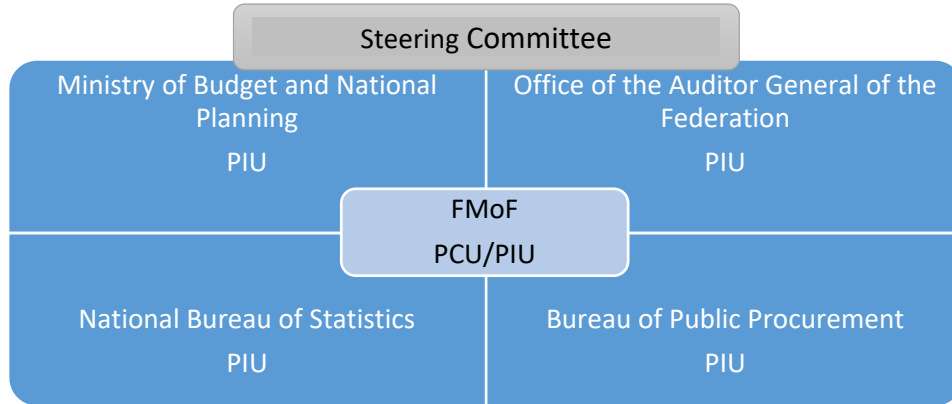 Steering Committee
Ministry of Budget and National
Planning
PIU
Office of the Auditor General of the
Federation
PIU
FMoF
PCU/PIU
National Bureau of Statistics
PIU
Bureau of Public Procurement
PIU